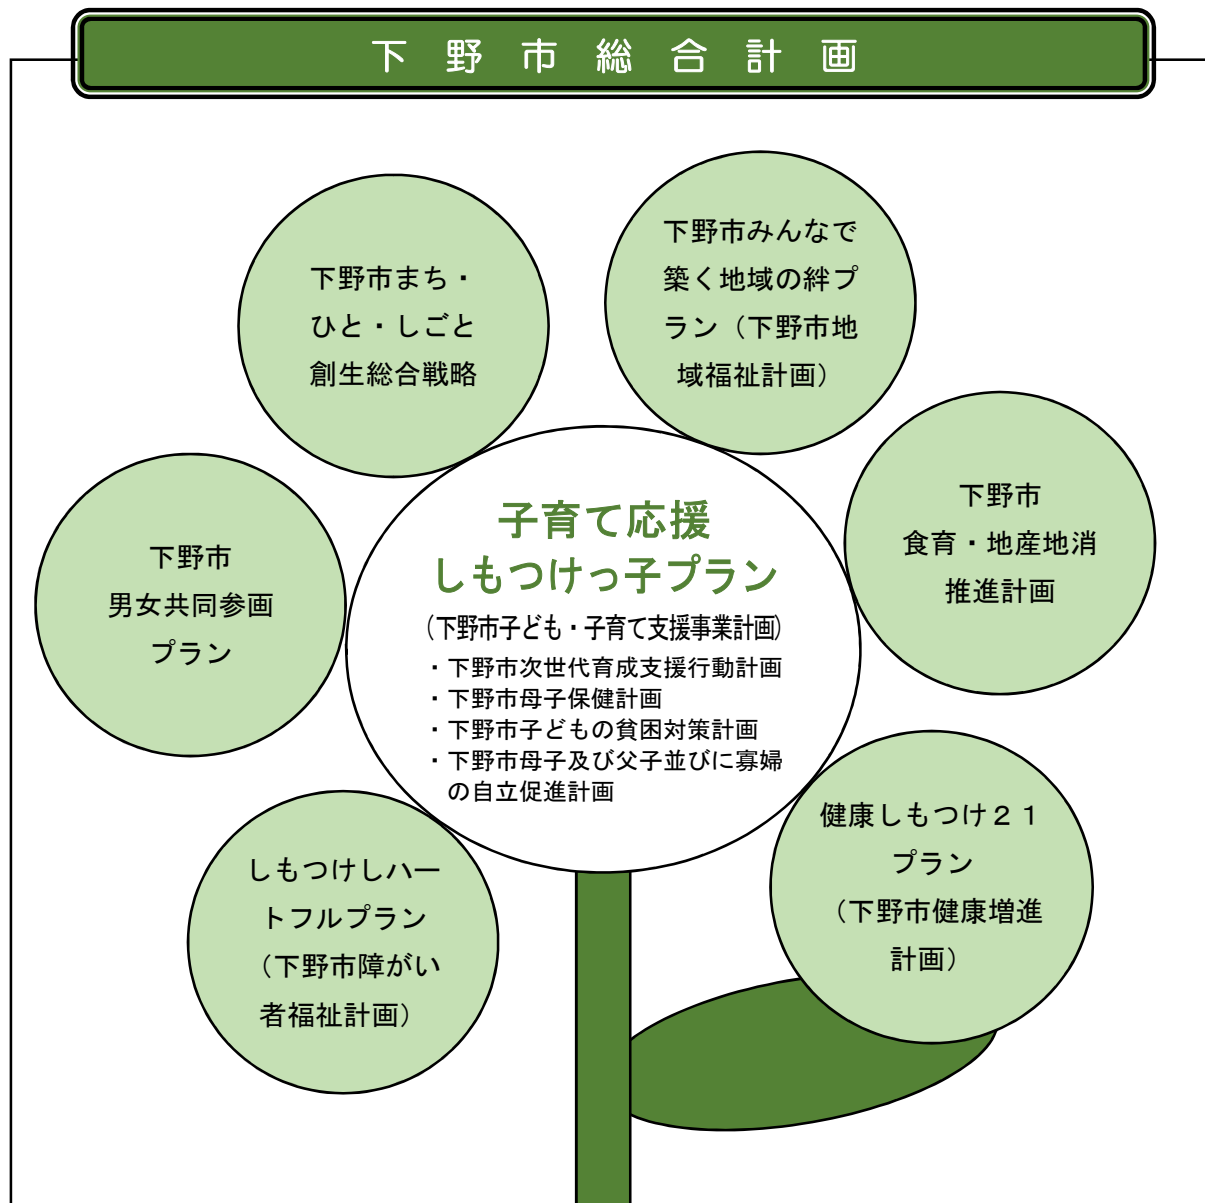 下野市総合計画
下野市まち・
ひと・しごと
創生総合戦略
下野市みんなで
築く地域の絆プ
ラン（下野市地
域福祉計画）
下野市
食育・地産地消
推進計画
下野市
男女共同参画
プラン
子育て応援
しもつけっ子プラン
（下野市子ども・子育て支援事業計画）
・下野市次世代育成支援行動計画
・下野市母子保健計画
・下野市子どもの貧困対策計画
・下野市母子及び父子並びに寡婦
の自立促進計画
しもつけしハー
トフルプラン
（下野市障がい
者福祉計画）
健康しもつけ２１
プラン
（下野市健康増進
計画）